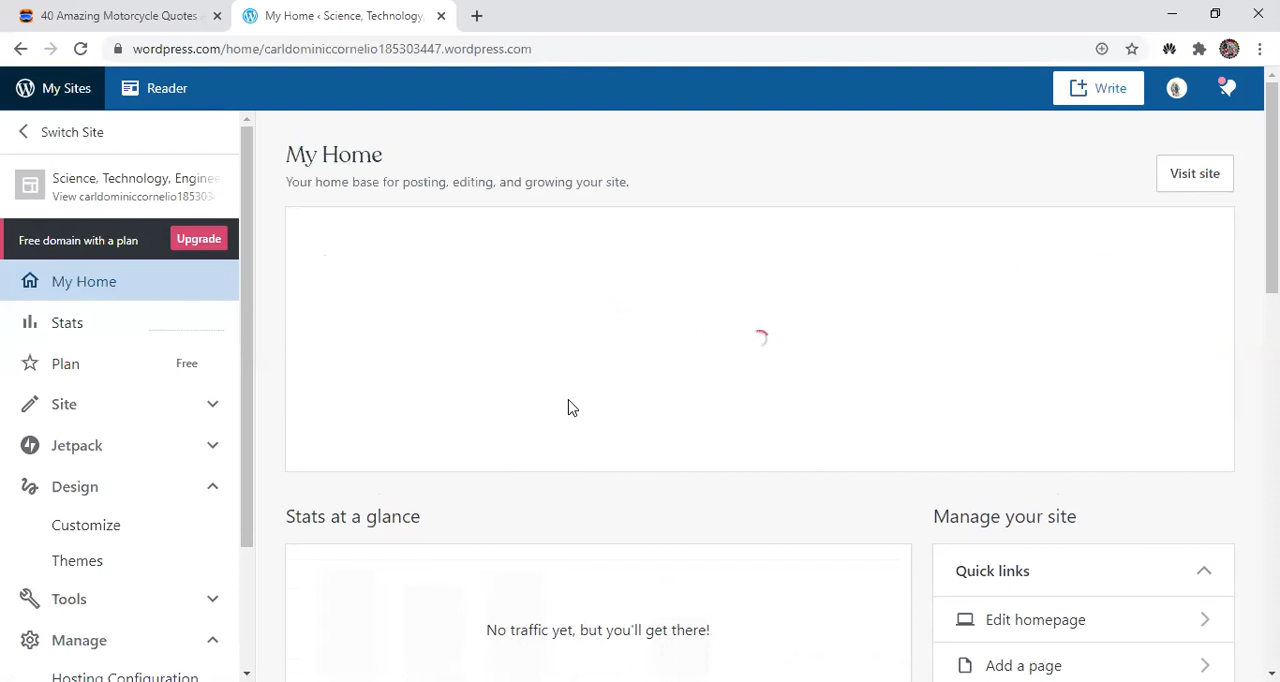 40 Amazing Motorcycle Quotes
My Home ‹ Science, Technology,
wordpress.com/home/carldominiccornelio185303447.wordpress.com
My Sites
Reader
Write
Switch Site
Science, Technology, Enginee
View carldominiccornelio185303
Free domain with a plan
Upgrade
My Home
Stats
Plan
Free
Site
Jetpack
Design
Customize
Themes
Tools
Manage
Hosting Configuration
My Home
Your home base for posting, editing, and growing your site.
Visit site
Stats at a glance
No traffic yet, but you'll get there!
Manage your site
Quick links
Edit homepage
Add a page